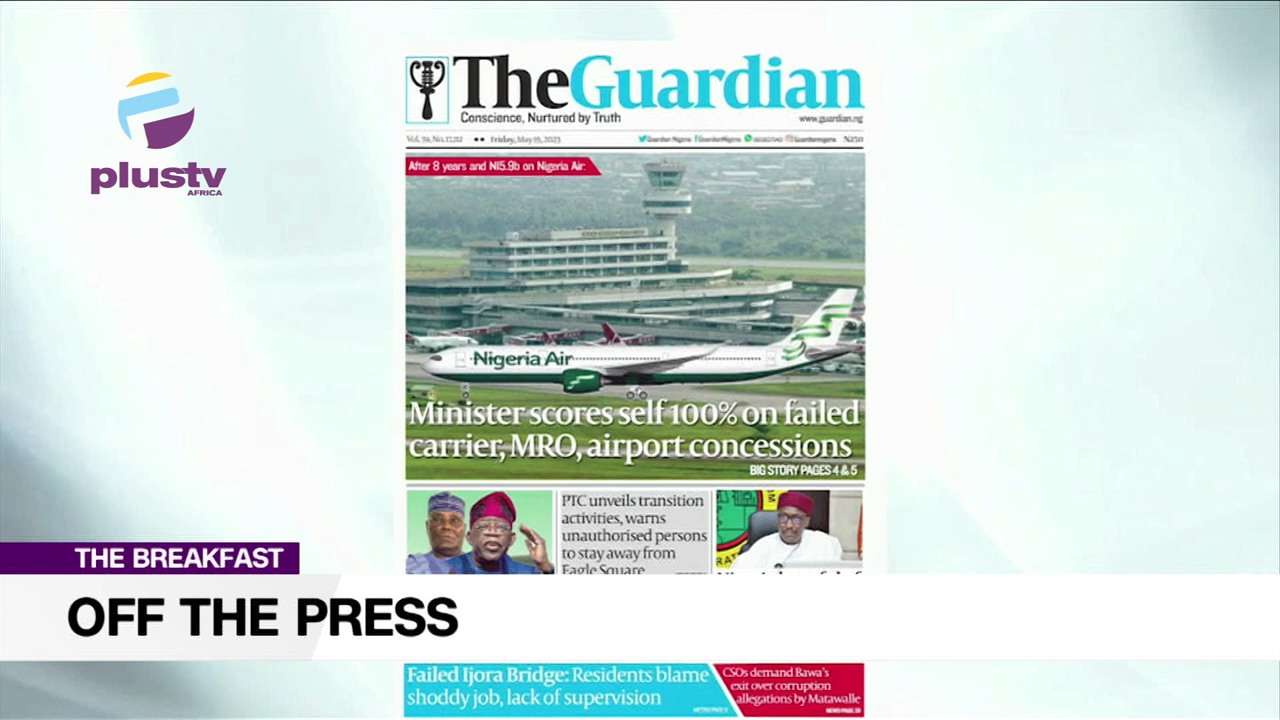 plustv
AFRICA
TheGuardian
Conscience, Nurtured by Truth
www.guardian.ng
Friday, May 19, 2023
N250
After 8 years and N15.9b on Nigeria Air:
Nigeria Air
Minister scores self 100% on failed
carrier, MRO, airport concessions
BIG STORY PAGES 4 & 5
PTC unveils transition
activities, warns
unauthorised persons
to stay away from
Eagle Square
THE BREAKFAST
OFF THE PRESS
Failed Ijora Bridge: Residents blame
shoddy job, lack of supervision
CSOs demand Bawa's
exit over corruption
allegations by Matawalle